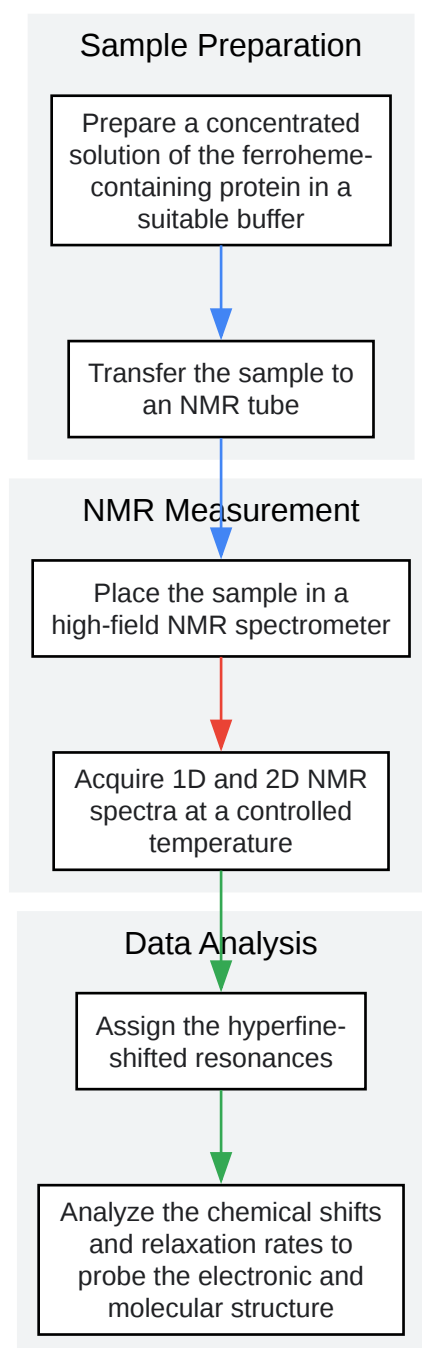 Sample Preparation
Prepare a concentrated
solution of the ferroheme-
containing protein in a
suitable buffer
Transfer the sample to
an NMR tube
NMR Measurement
Place the sample in a
high-field NMR spectrometer
Acquire 1D and 2D NMR
spectra at a controlled
temperature
Data Analysis
Assign the hyperfine-
shifted resonances
Analyze the chemical shifts
and relaxation rates to
probe the electronic and
molecular structure